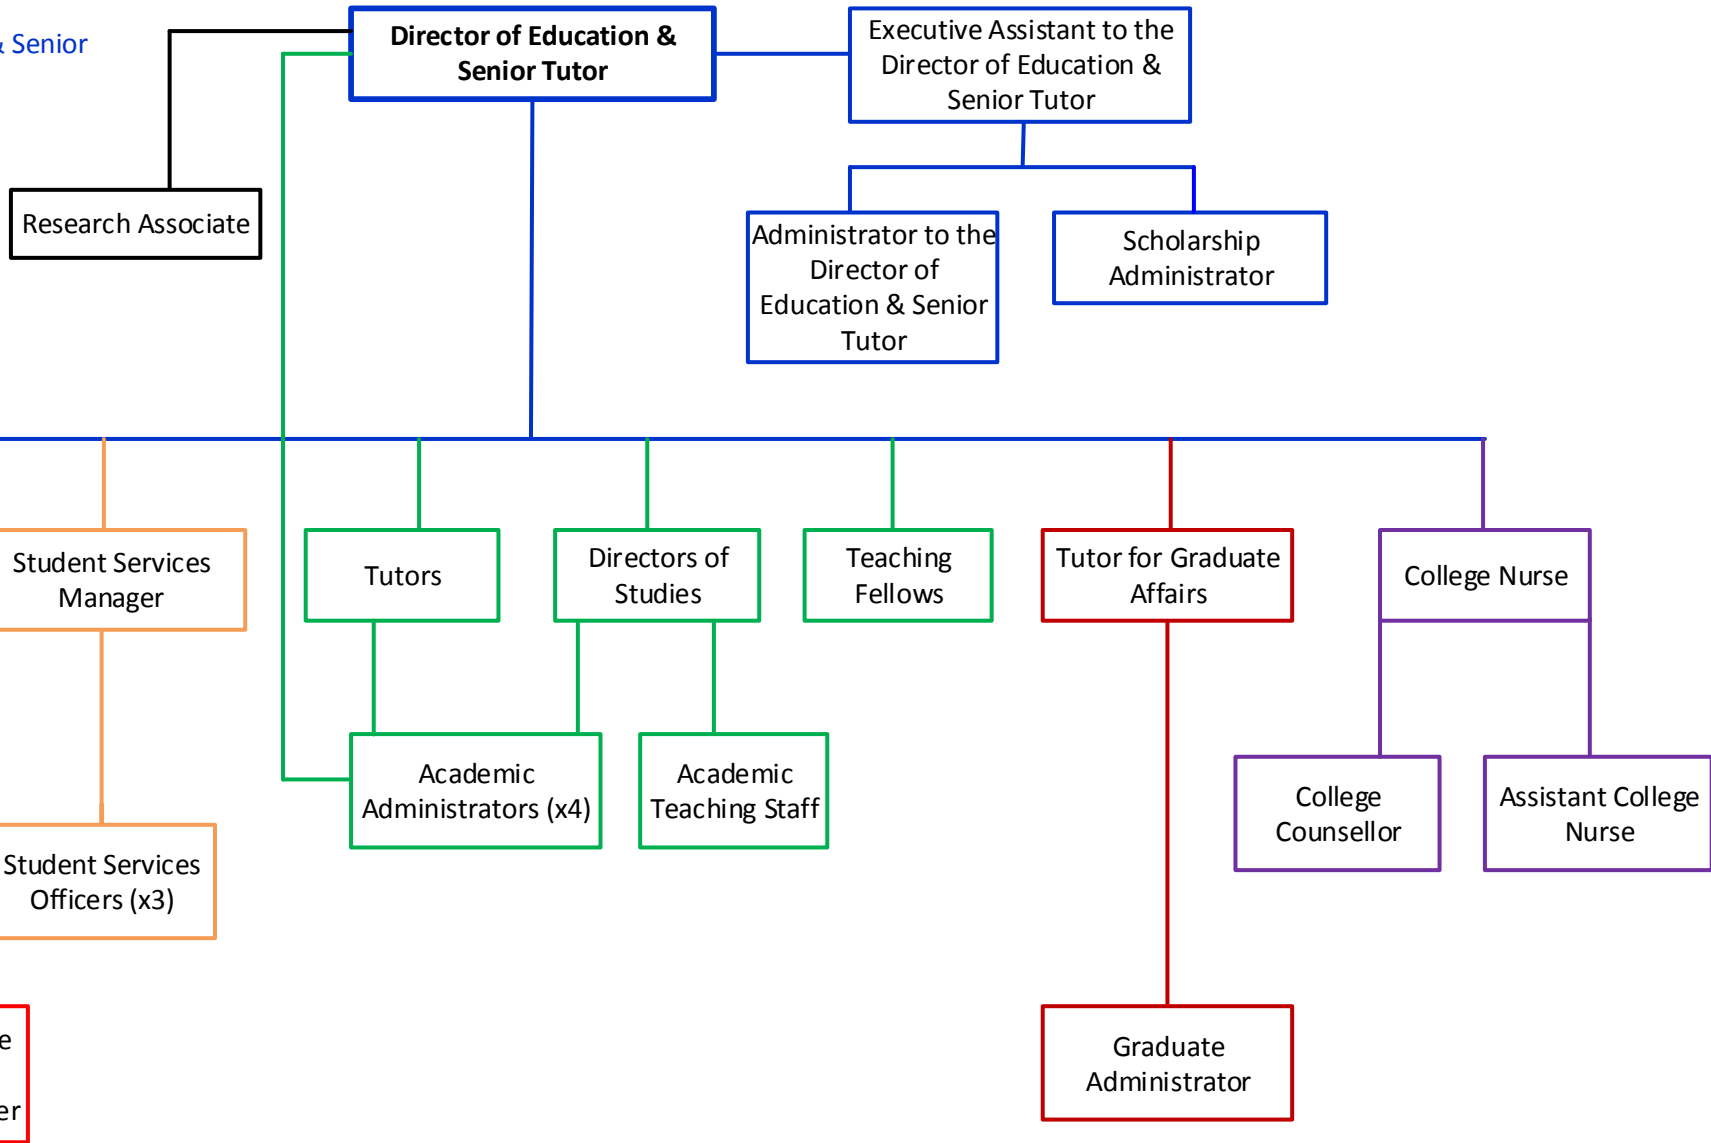 & Senior
Director of Education &
Senior Tutor
Executive Assistant to the
Director of Education &
Senior Tutor
Research Associate
Administrator to the
Director of
Education & Senior
Tutor
Scholarship
Administrator
Student Services
Manager
Tutors
Directors of
Studies
Teaching
Fellows
Tutor for Graduate
Affairs
College Nurse
Academic
Administrators (x4)
Academic
Teaching Staff
College
Counsellor
Assistant College
Nurse
Student Services
Officers (x3)
Graduate
Administrator